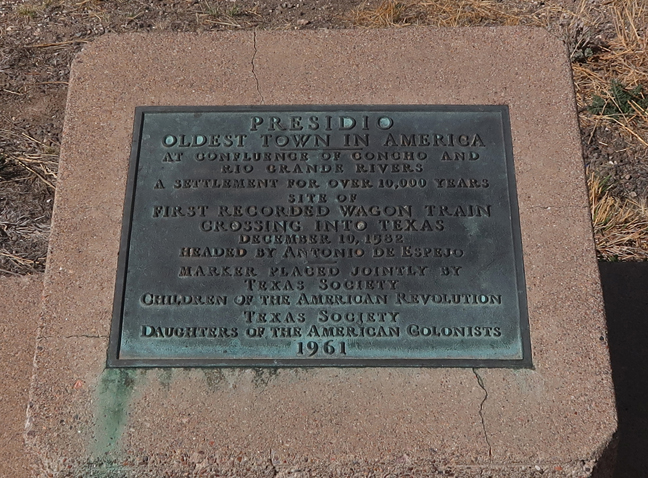 PRESIDIO
OLDEST TOWN IN AMERICA
AT CONFLUENCE OF CONCHO AND
RIO GRANDE RIVERS
A SETTLEMENT FOR OVER 10,000 YEARS
SITE OF
FIRST RECORDED WAGON TRAIN
CROSSING INTO TEXAS
DECEMBER 10, 1582
HEADED BY ANTONIO DE ESPEJO
MARKER PLACED JOINTLY BY
TEXAS SOCIETY
CHILDREN OF THE AMERICAN REVOLUTION
TEXAS SOCIETY
DAUGHTERS OF THE AMERICAN COLONISTS
1961